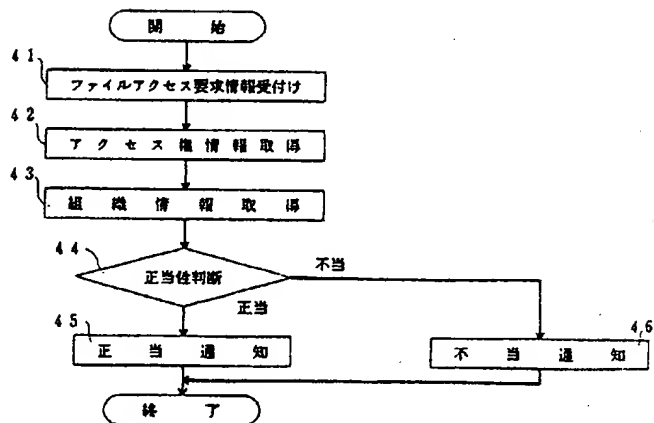 開始
41
ファイルアクセス要求情報受付け
42
アクセス権情報取得
43
組織情報取得
44
正当性判断
不当
正当
45
正当通知
46
不当通知
終了